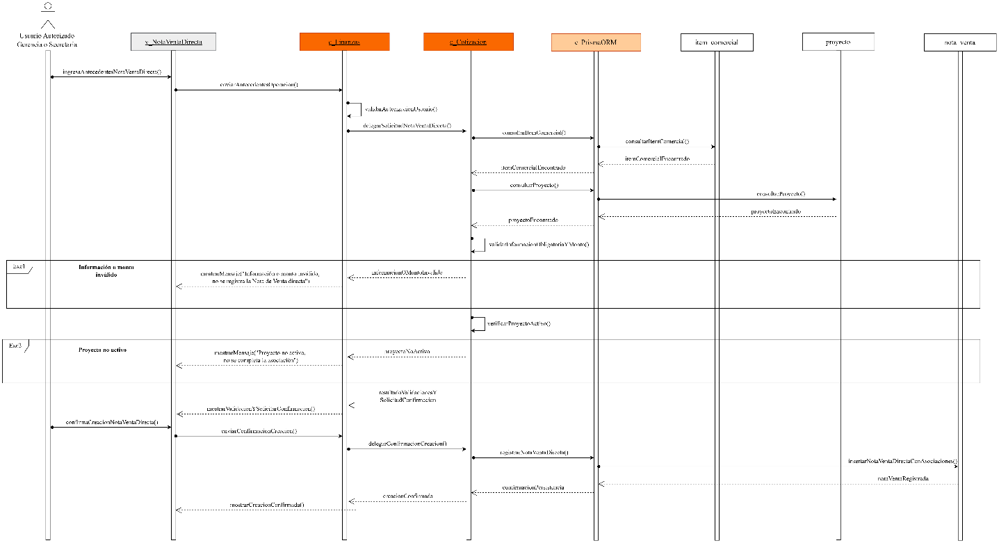 Usuario Autorizado
Gerencia o Secretaria
v_NotaVentaDirecta
c_Finanzas
c_Cotizacion
c_PrismaORM
item_comercial
proyecto
nota_venta
ingresaAntecedentesNotaVentaDirecta()
enviarAntecedentesOperacion()
validarAutorizacionUsuario()
delegarSolicitudNotaVentaDirecta()
consultarItemComercial()
consultarItemComercial()
itemComercialEncontrado
itemComercialEncontrado
consultarProyecto()
consultarProyecto()
proyectoEncontrado
proyectoEncontrado
validarInformacionObligatoriaYMonto()
Exc1
Información o monto
inválido
informacionOMontoInvalido
mostrarMensaje("Información o monto inválido,
no se registra la Nota de Venta directa")
verificarProyectoActivo()
Exc2
Proyecto no activo
proyectoNoActivo
mostrarMensaje("Proyecto no activo,
no se completa la asociación")
resultadoValidacionesY
SolicitudConfirmacion
mostrarValidacionYSolicitarConfirmacion()
confirmaCreacionNotaVentaDirecta()
enviarConfirmacionCreacion()
delegarConfirmacionCreacion()
registrarNotaVentaDirecta()
insertarNotaVentaDirectaConAsociaciones()
notaVentaRegistrada
confirmacionPersistencia
creacionConfirmada
mostrarCreacionConfirmada()